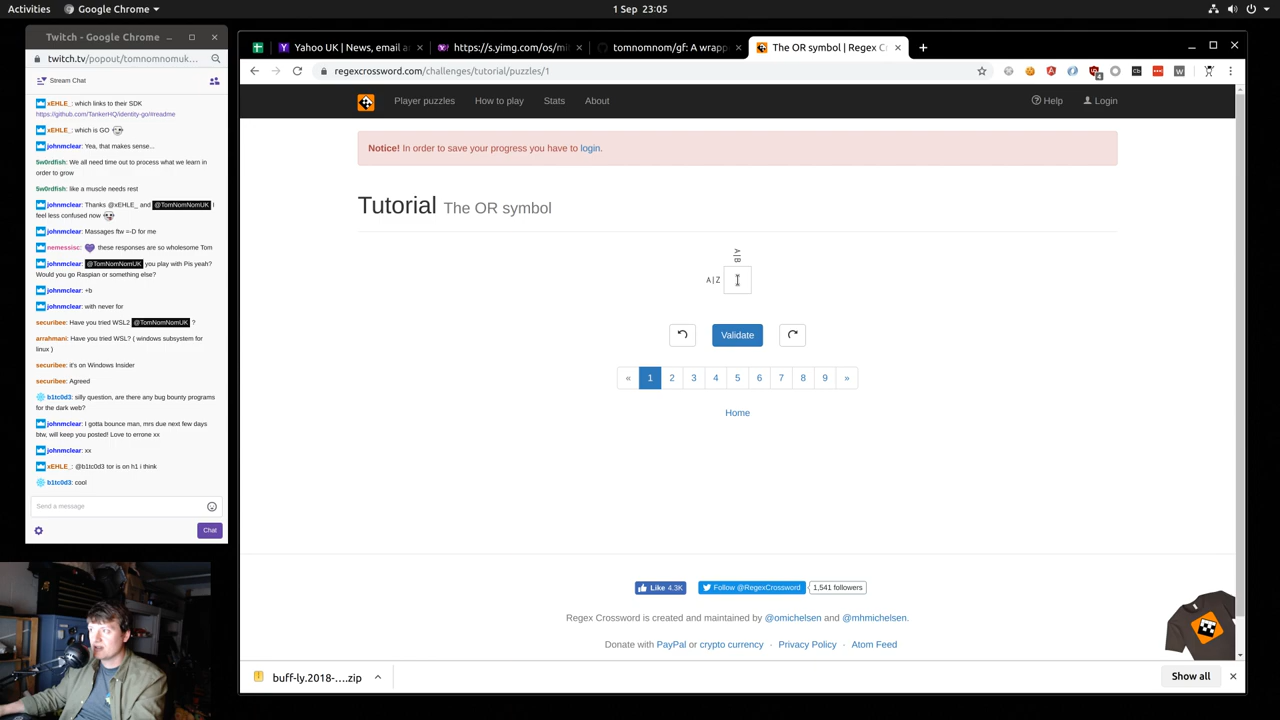 Activities
Google Chrome
1 Sep 23:05
Twitch - Google Chrome
twitch.tv/popout/tomnomnomuk...
Stream Chat
xEHLE_: which links to their SDK
https://github.com/TankerHQ/identity-go/#readme
xEHLE_: which is GO
johnmclear: Yea, that makes sense...
5w0rdfish: We all need time out to process what we learn in
order to grow
5w0rdfish: like a muscle needs rest
johnmclear: Thanks @xEHLE_ and @TomNomNomUK I
feel less confused now
johnmclear: Massages ftw =-D for me
nemessisc: these responses are so wholesome Tom
johnmclear: @TomNomNomUK you play with Pis yeah?
Would you go Raspian or something else?
johnmclear: +b
johnmclear: with never for
securibee: Have you tried WSL2 @TomNomNomUK ?
arrahmani: Have you tried WSL? ( windows subsystem for
linux )
securibee: it's on Windows Insider
securibee: Agreed
b1tc0d3: silly question, are there any bug bounty programs
for the dark web?
johnmclear: I gotta bounce man, mrs due next few days
btw, will keep you posted! Love to errone xx
johnmclear: xx
xEHLE_: @b1tc0d3 tor is on h1 i think
b1tc0d3: cool
Send a message
Chat
Yahoo UK | News, email a
https://s.yimg.com/os/mi
tomnomnom/gf: A wrapp
The OR symbol | Regex C
regexcrossword.com/challenges/tutorial/puzzles/1
4
Cb
W
Player puzzles
How to play
Stats
About
Help
Login
Notice! In order to save your progress you have to login.
Tutorial The OR symbol
A|B
A|Z
Validate
« 1 2 3 4 5 6 7 8 9 »
Home
Like 4.3K
Follow @RegexCrossword
1,541 followers
Regex Crossword is created and maintained by @omichelsen and @mhmichelsen.
Donate with PayPal or crypto currency · Privacy Policy · Atom Feed
buff-ly.2018-....zip
Show all